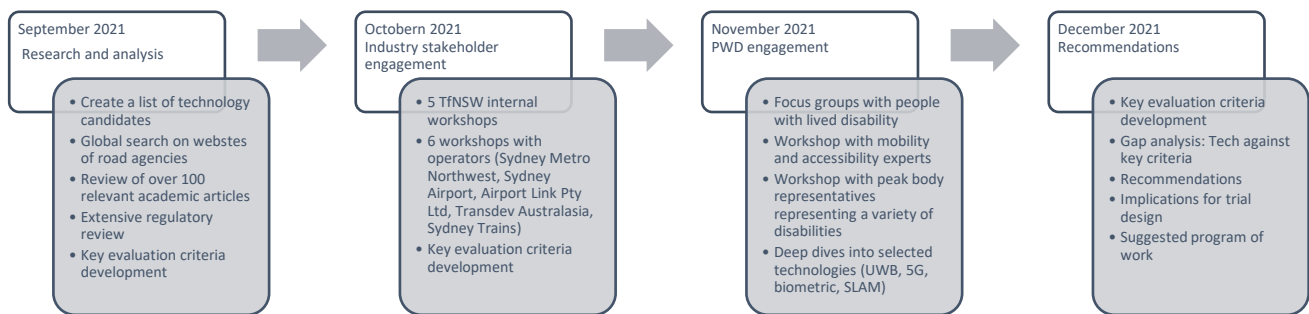 September 2021
Research and analysis
• Create a list of technology
candidates
• Global search on webstes
of road agencies
• Review of over 100
relevant academic articles
• Extensive regulatory
review
• Key evaluation criteria
development
Octobern 2021
Industry stakeholder
engagement
• 5 TfNSW internal
workshops
• 6 workshops with
operators (Sydney Metro
Northwest, Sydney
Airport, Airport Link Pty
Ltd, Transdev Australasia,
Sydney Trains)
• Key evaluation criteria
development
November 2021
PWD engagement
• Focus groups with people
with lived disability
• Workshop with mobility
and accessibility experts
• Workshop with peak body
representatives
representing a variety of
disabilities
• Deep dives into selected
technologies (UWB, 5G,
biometric, SLAM)
December 2021
Recommendations
• Key evaluation criteria
development
• Gap analysis: Tech against
key criteria
• Recommendations
• Implications for trial
design
• Suggested program of
work